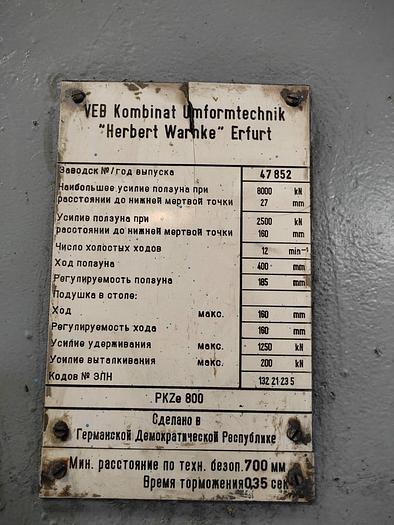 VEB Kombinat Umformtechnik
"Herbert Warnke" Erfurt
Заводск №/год выпуска 47 852
Наибольшее усилие ползуна при 8000 kN
расстоянии до нижней мертвой точки 27 mm
Усилие ползуна при 2500 kN
расстоянии до нижней мертвой точки 160 mm
Число холостых ходов 12 min⁻¹
Ход ползуна 400 mm
Регулируемость ползуна 185 mm
Подушка в столе:
Ход макс. 160 mm
Регулируемость хода 160 mm
Усилие удерживания макс. 1250 kN
Усилие выталкивания макс. 200 kN
Кодов № ЭПН 132 21 23 5
PKZe 800
Сделано в
Германской Демократической Республике
Мин. расстояние по техн. безоп. 700 мм
Время торможения 0,35 сек